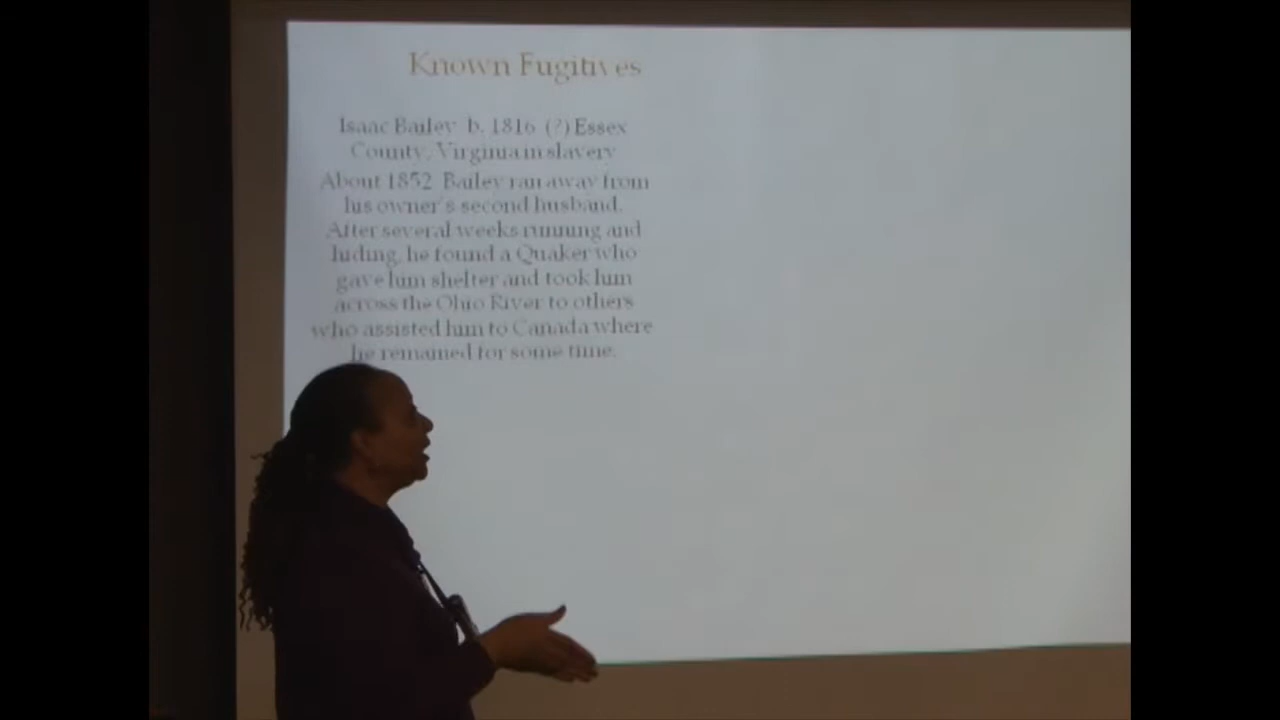 Known Fugitives
Isaac Bailey b. 1816 (?) Essex
County, Virginia in slavery
About 1852 Bailey ran away from
his owner's second husband.
After several weeks running and
hiding, he found a Quaker who
gave him shelter and took him
across the Ohio River to others
who assisted him to Canada where
he remained for some time.